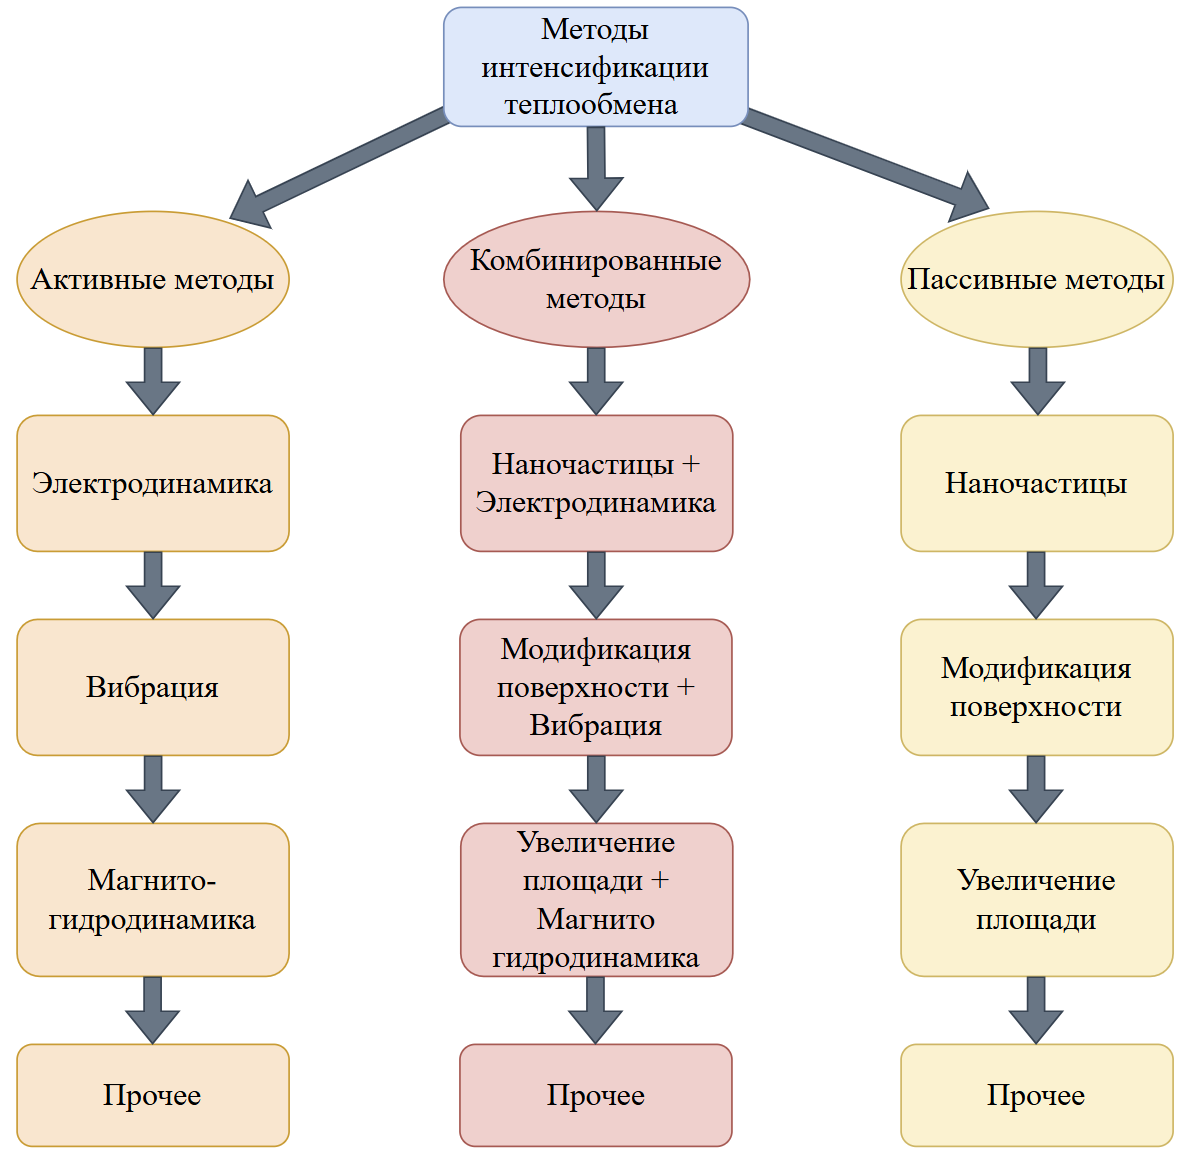 Методы
интенсификации
теплообмена
Активные методы
Комбинированные
методы
Пассивные методы
Электродинамика
Наночастицы +
Электродинамика
Наночастицы
Вибрация
Модификация
поверхности +
Вибрация
Модификация
поверхности
Магнито-
гидродинамика
Увеличение
площади +
Магнито
гидродинамика
Увеличение
площади
Прочее
Прочее
Прочее